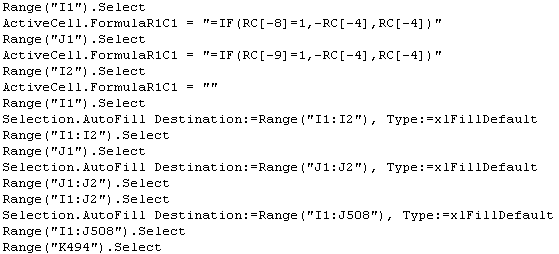 Range("I1").Select
ActiveCell.FormulaR1C1 = "=IF(RC[-8]=1,-RC[-4],RC[-4])"
Range("J1").Select
ActiveCell.FormulaR1C1 = "=IF(RC[-9]=1,-RC[-4],RC[-4])"
Range("I2").Select
ActiveCell.FormulaR1C1 = ""
Range("I1").Select
Selection.AutoFill Destination:=Range("I1:I2"), Type:=xlFillDefault
Range("I1:I2").Select
Range("J1").Select
Selection.AutoFill Destination:=Range("J1:J2"), Type:=xlFillDefault
Range("J1:J2").Select
Range("I1:J2").Select
Selection.AutoFill Destination:=Range("I1:J508"), Type:=xlFillDefault
Range("I1:J508").Select
Range("K494").Select